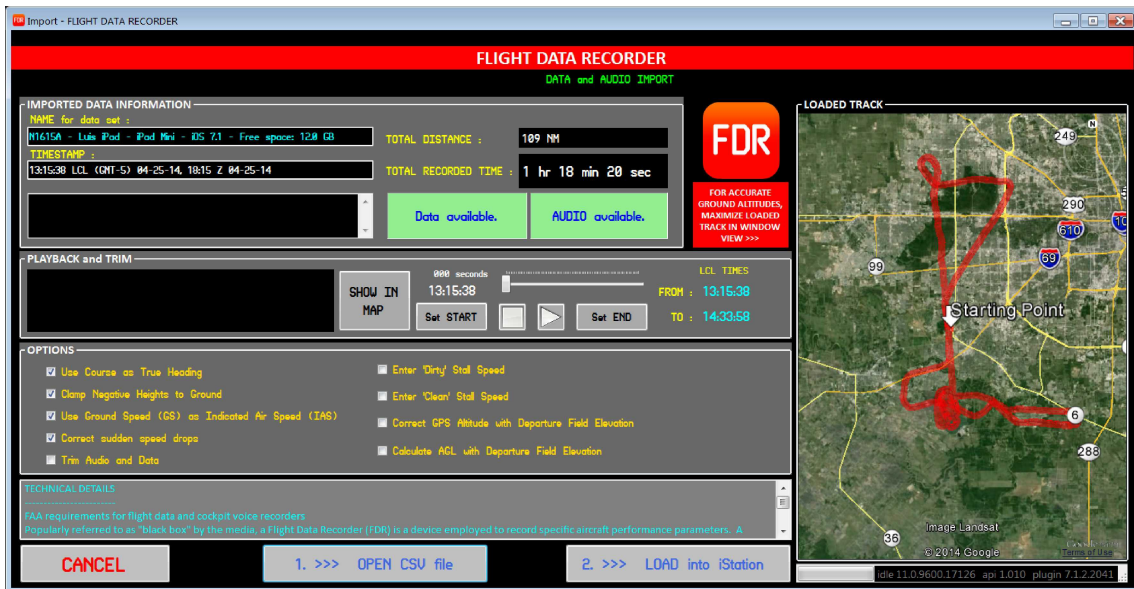 Import - FLIGHT DATA RECORDER
FLIGHT DATA RECORDER
DATA and AUDIO IMPORT
IMPORTED DATA INFORMATION
NAME for data set :
N1615A - Luis iPad - iPad Mini - iOS 7.1 - Free space: 12.0 GB
TIMESTAMP :
13:15:38 LCL (GMT-5) 04-25-14, 18:15 Z 04-25-14
TOTAL DISTANCE :
109 NM
TOTAL RECORDED TIME :
1 hr 18 min 20 sec
Data available.
AUDIO available.
FDR
FOR ACCURATE
GROUND ALTITUDES,
MAXIMIZE LOADED
TRACK IN WINDOW
VIEW >>>
PLAYBACK and TRIM
SHOW IN
MAP
000 seconds
13:15:38
Set START
Set END
LCL TIMES
FROM : 13:15:38
TO : 14:33:58
OPTIONS
Use Course as True Heading
Clamp Negative Heights to Ground
Use Ground Speed (GS) as Indicated Air Speed (IAS)
Correct sudden speed drops
Trim Audio and Data
Enter 'Dirty' Stall Speed
Enter 'Clean' Stall Speed
Correct GPS Altitude with Departure Field Elevation
Calculate AGL with Departure Field Elevation
TECHNICAL DETAILS
FAA requirements for flight data and cockpit voice recorders
Popularly referred to as "black box" by the media, a Flight Data Recorder (FDR) is a device employed to record specific aircraft performance parameters. A
CANCEL
1. >>> OPEN CSV file
2. >>> LOAD into iStation
LOADED TRACK
N
249
290
10
610
69
99
Starting Point
6
288
36
Image Landsat
© 2014 Google
Terms of Use
idle 11.0.9600.17126 api 1.010 plugin 7.1.2.2041